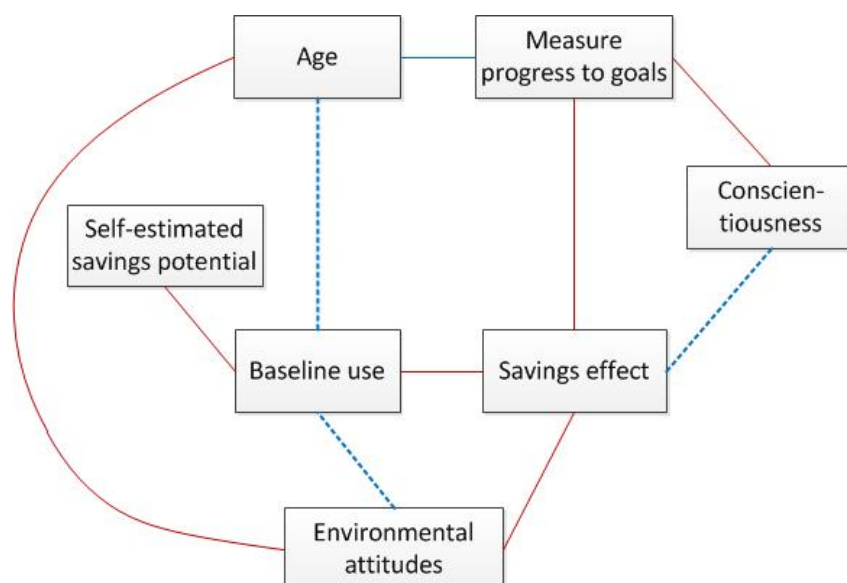 Age
Measure
progress to goals
Conscien-
tiousness
Self-estimated
savings potential
Baseline use
Savings effect
Environmental
attitudes